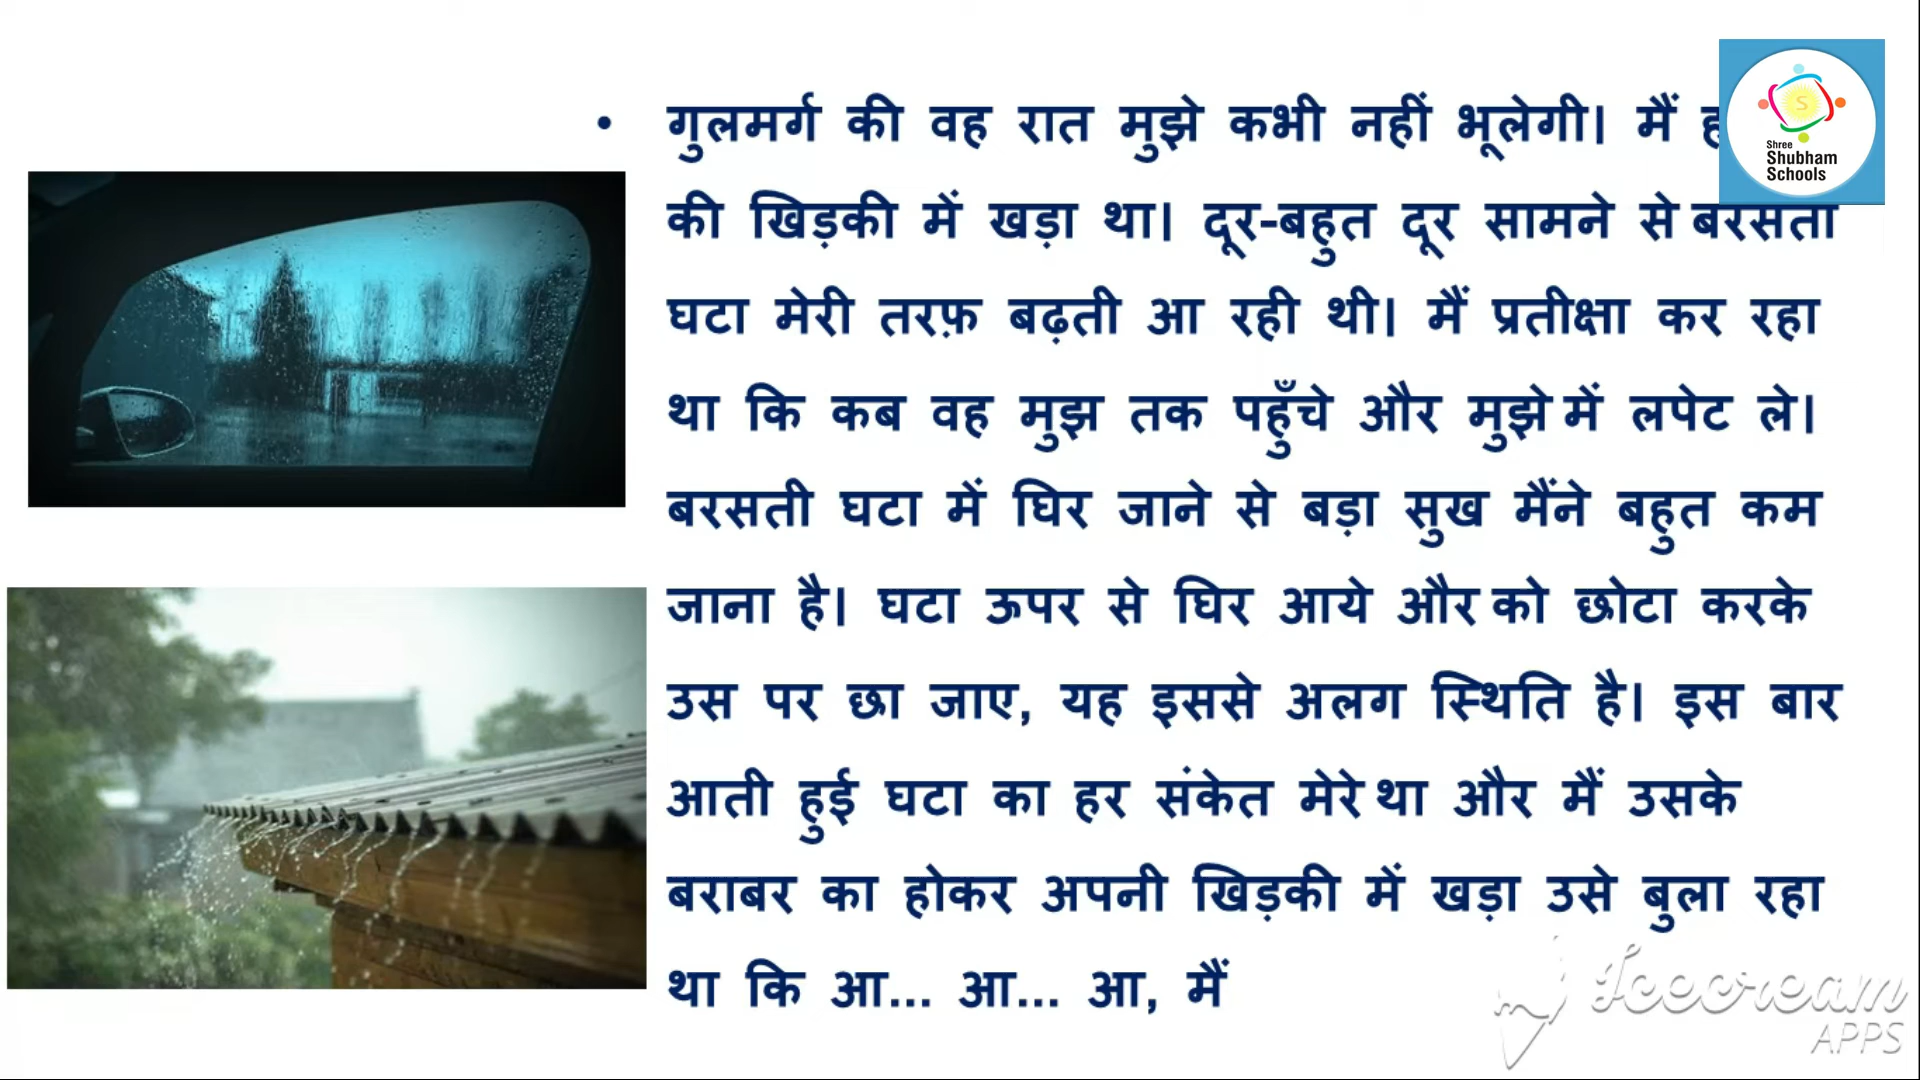 • गुलमर्ग की वह रात मुझे कभी नहीं भूलेगी। मैं
की खिड़की में खड़ा था। दूर-बहुत दूर सामने से बरसती
घटा मेरी तरफ़ बढ़ती आ रही थी। मैं प्रतीक्षा कर रहा
था कि कब वह मुझ तक पहुँचे और मुझे में लपेट ले।
बरसती घटा में घिर जाने से बड़ा सुख मैंने बहुत कम
जाना है। घटा ऊपर से घिर आये और को छोटा करके
उस पर छा जाए, यह इससे अलग स्थिति है। इस बार
आती हुई घटा का हर संकेत मेरे था और मैं उसके
बराबर का होकर अपनी खिड़की में खड़ा उसे बुला रहा
था कि आ... आ... आ, मैं
S
Shree
Shubham
Schools
Icecream
APPS